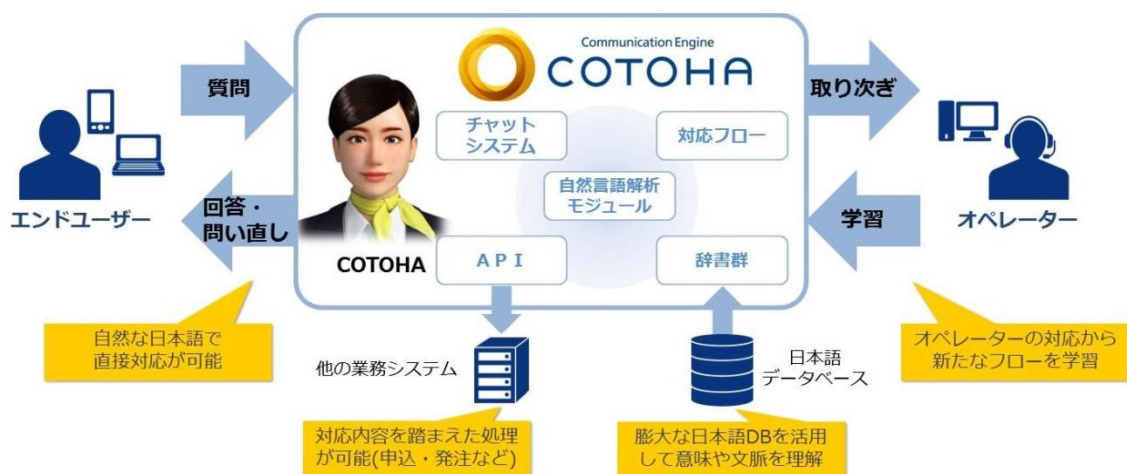 Communication Engine
COTOHA
質問
取り次ぎ
チャット
システム
対応フロー
自然言語解析
モジュール
回答・
問い直し
学習
エンドユーザー
オペレーター
COTOHA
ＡＰＩ
辞書群
自然な日本語で
直接対応が可能
他の業務システム
日本語
データベース
オペレーターの対応から
新たなフローを学習
対応内容を踏まえた処理
が可能(申込・発注など)
膨大な日本語DBを活用
して意味や文脈を理解